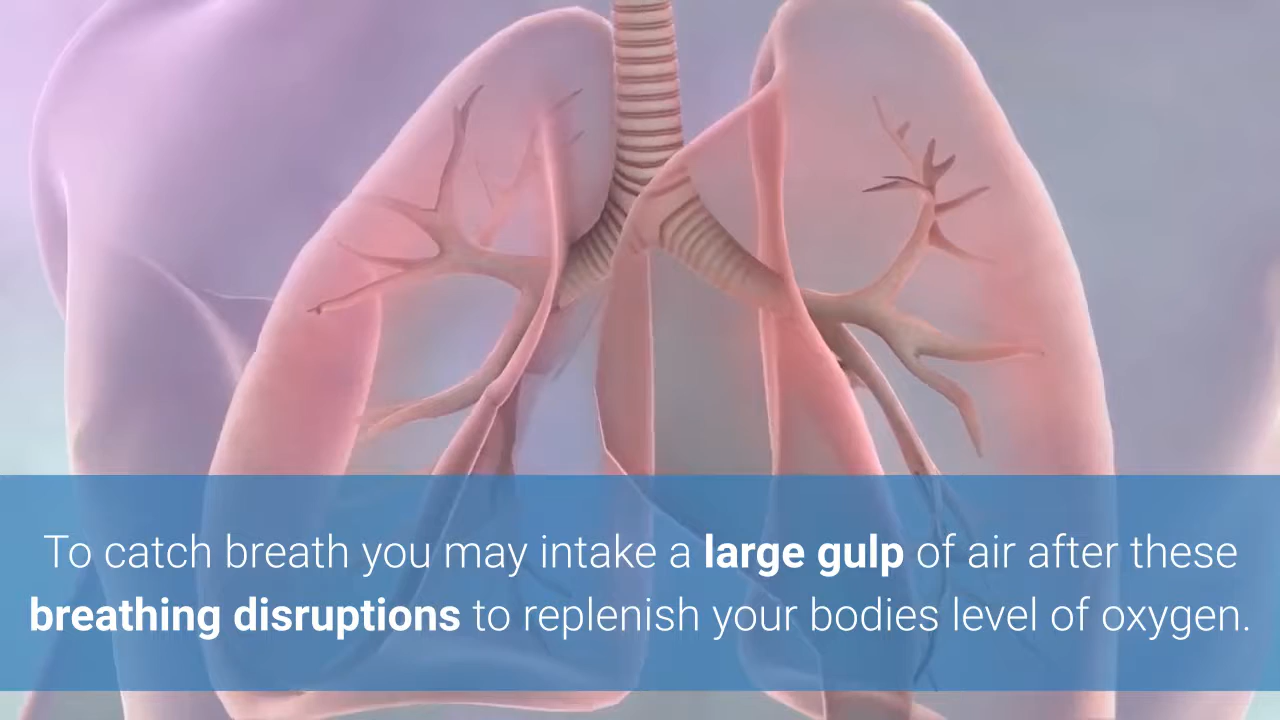 To catch breath you may intake a large gulp of air after these
breathing disruptions to replenish your bodies level of oxygen.